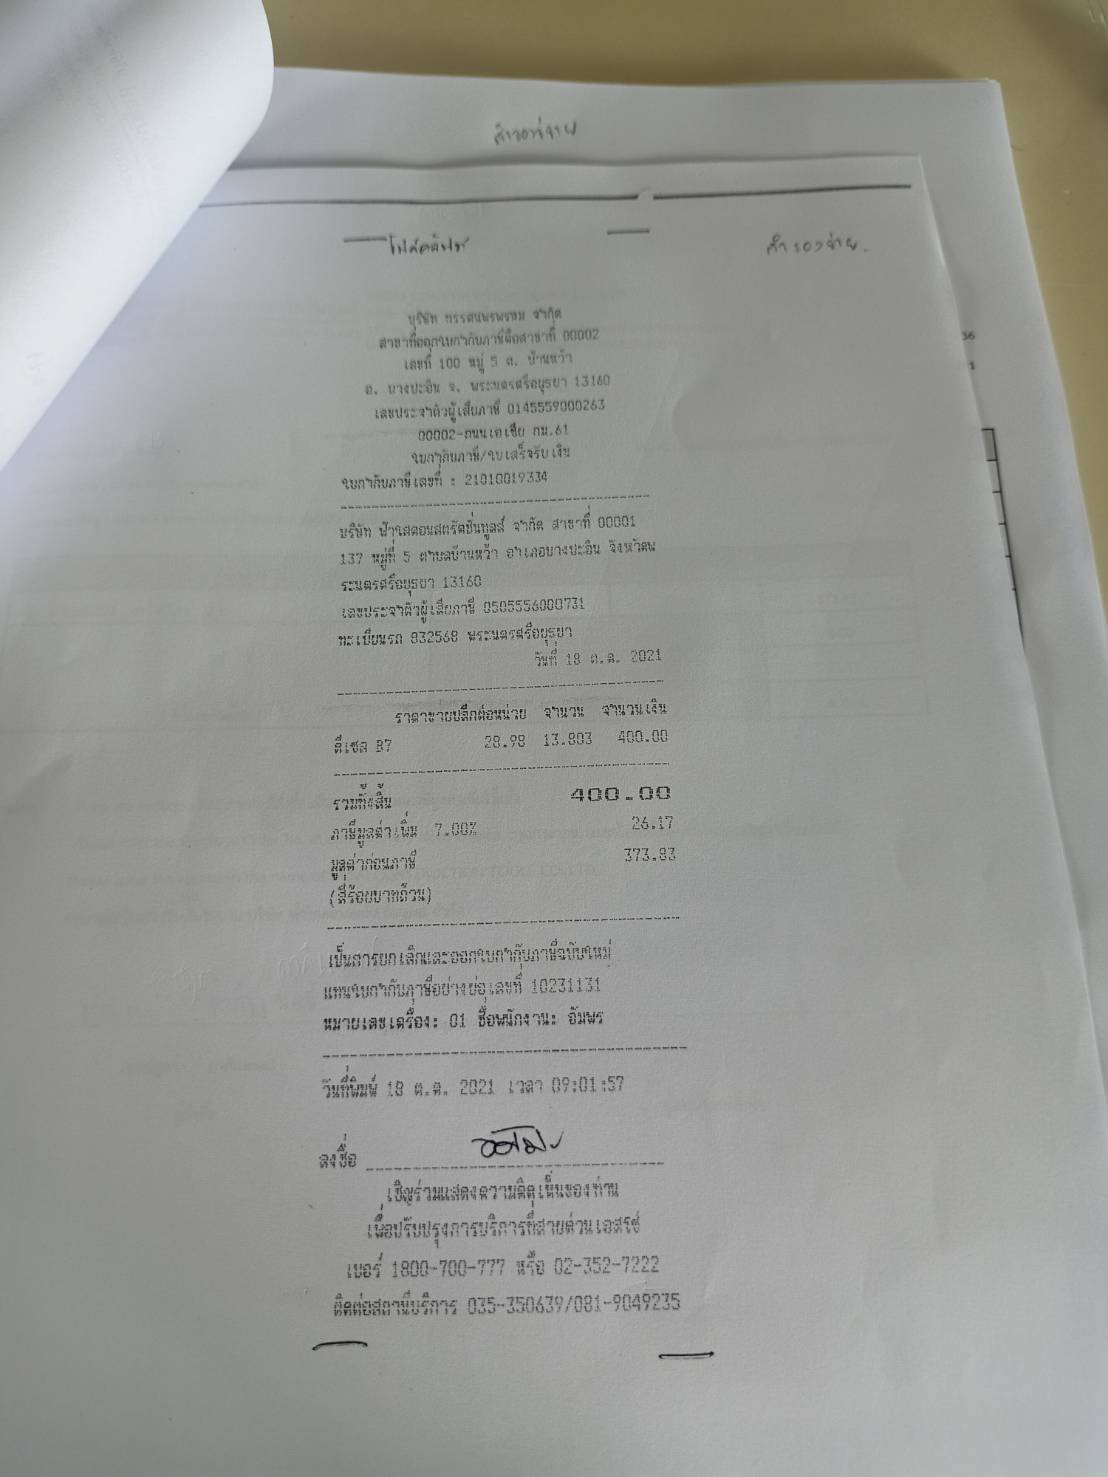 สำรองจ่าย
โฟล์คลิฟท์
สำรองจ่าย.
บริษัท พรรสนพรพรหม จำกัด
สาขาที่ออกใบกำกับภาษีคือสาขาที่ 00002
เลขที่ 100 หมู่ 5 ต. บ้านหว้า
อ. บางปะอิน จ. พระนครศรีอยุธยา 13160
เลขประจำตัวผู้เสียภาษี 0145559000263
00002-ถนนเอเชีย กม.61
ใบกำกับภาษี/ใบเสร็จรับเงิน
ใบกำกับภาษีเลขที่ : 21010019334
บริษัท ฟ้าใสคอนสตรัคชั่นทูลส์ จำกัด สาขาที่ 00001
137 หมู่ที่ 5 ตำบลบ้านหว้า อำเภอบางปะอิน จังหวัดพ
ระนครศรีอยุธยา 13160
เลขประจำตัวผู้เสียภาษี 0505556000731
ทะเบียนรถ 832568 พระนครศรีอยุธยา
วันที่ 18 ต.ค. 2021
ราคาขายปลีกต่อหน่วย จำนวน จำนวนเงิน
ดีเซล B7 28.98 13.803 400.00
รวมทั้งสิ้น 400.00
ภาษีมูลค่าเพิ่ม 7.00% 26.17
มูลค่าก่อนภาษี 373.83
(สี่ร้อยบาทถ้วน)
เป็นการยกเลิกและออกใบกำกับภาษีฉบับใหม่
แทนใบกำกับภาษีอย่างย่อเลขที่ 10231131
หมายเลขเครื่อง: 01 ชื่อพนักงาน: อัมพร
วันที่พิมพ์ 18 ต.ค. 2021 เวลา 09:01:57
ลงชื่อ
เชิญร่วมแสดงความคิดเห็นของท่าน
เพื่อปรับปรุงการบริการที่สายด่วนเอสโซ่
เบอร์ 1800-700-777 หรือ 02-352-7222
ติดต่อสถานีบริการ 035-350639/081-9049235